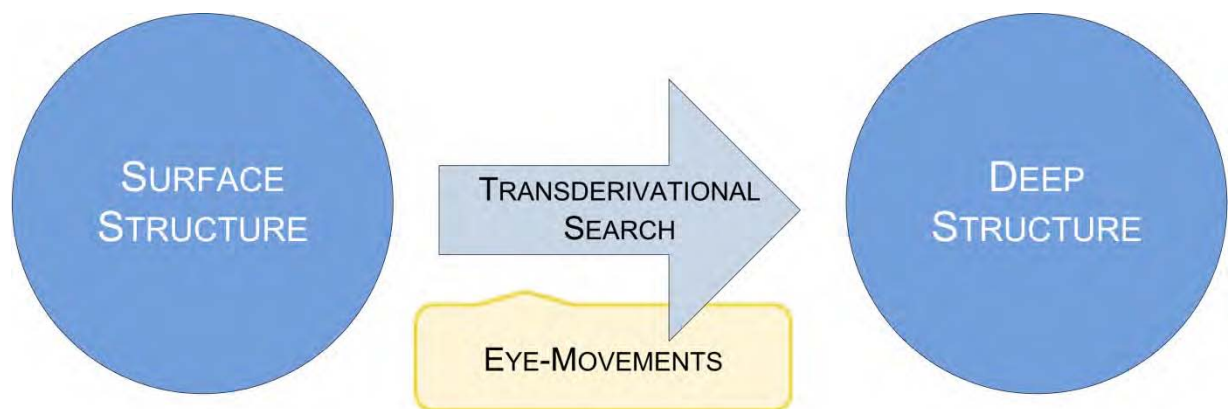 SURFACE
STRUCTURE
TRANSDERIVATIONAL
SEARCH
EYE-MOVEMENTS
DEEP
STRUCTURE